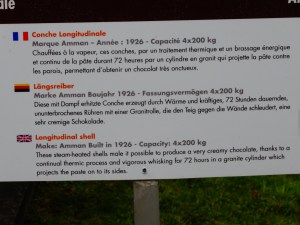 Conche Longitudinale
Marque Amman - Année : 1926 - Capacité 4x200 kg
Chauffées à la vapeur, ces conches, par un traitement thermique et un brassage énergique
et continu de la pâte durant 72 heures par un cylindre en granit qui projette la pâte contre
les parois, permettant d'obtenir un chocolat très onctueux.
Längsreiber
Marke Amman Baujahr 1926 - Fassungsvermögen 4x200 kg
Diese mit Dampf erhizte Conche erzeugt durch Wärme und kräftiges, 72 Stunden dauerndes,
ununterbrochenes Rühren mit einer Granitrolle, die den Teig gegen die Wände schleudert, eine
sehr cremige Schokolade.
Longitudinal shell
Make: Amman Built in 1926 - Capacity: 4x200 kg
These steam-heated shells make it possible to produce a very creamy chocolate, thanks to a
continual thermic process and vigorous whisking for 72 hours in a granite cylinder which
projects the paste on to its sides.